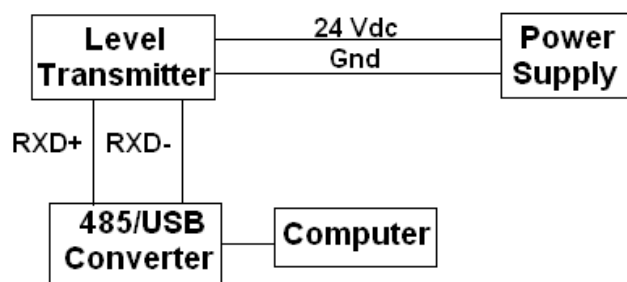 Level
Transmitter
24 Vdc
Gnd
Power
Supply
RXD+
RXD-
485/USB
Converter
Computer